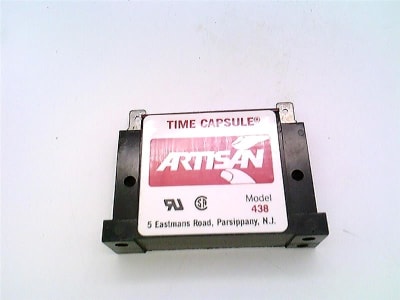 TIME CAPSULE®
ARTISAN
Model
438
5 Eastmans Road, Parsippany, N.J.